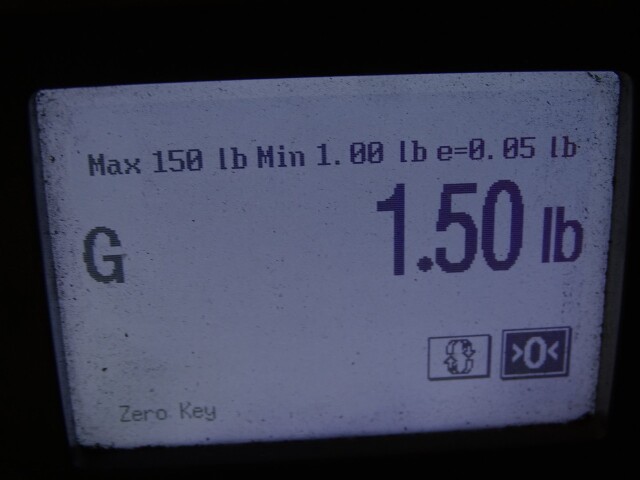 Max 150 lb Min 1.00 lb e=0.05 lb
G 1.50 lb
>0<
Zero Key